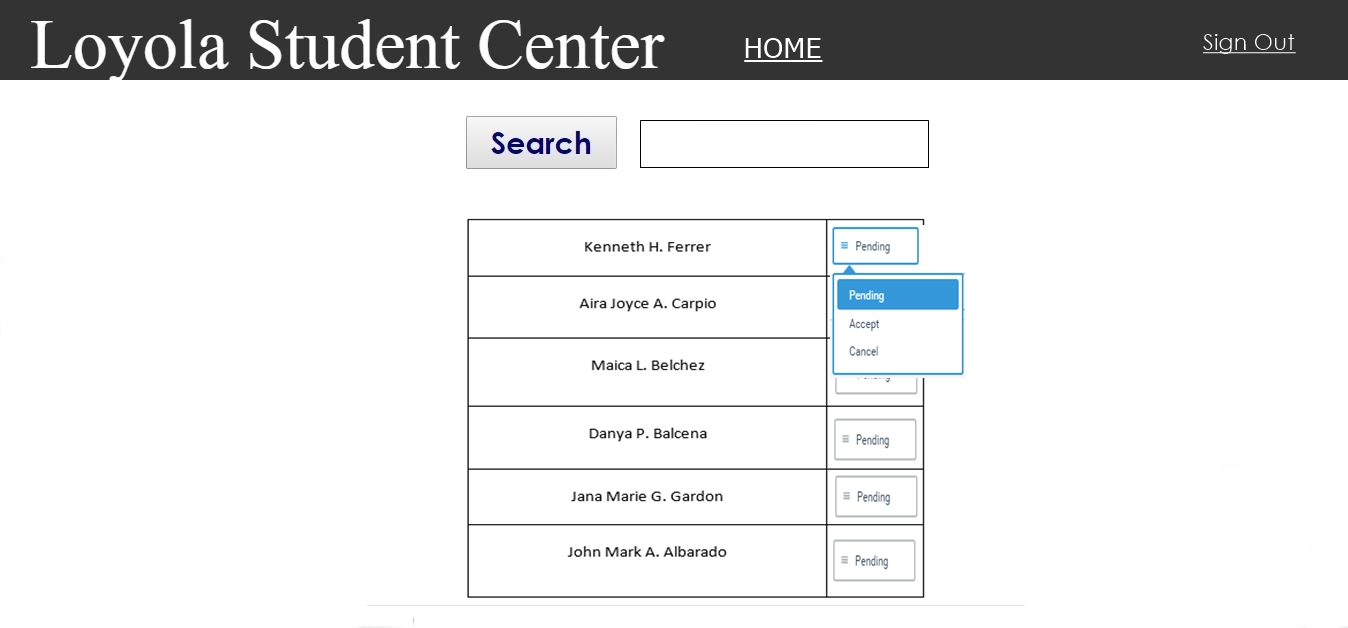 Loyola Student Center
HOME
Sign Out
Search
Kenneth H. Ferrer
Pending
Pending
Aira Joyce A. Carpio
Accept
Cancel
Maica L. Belchez
Pending
Danya P. Balcena
Pending
Jana Marie G. Gardon
Pending
John Mark A. Albarado
Pending